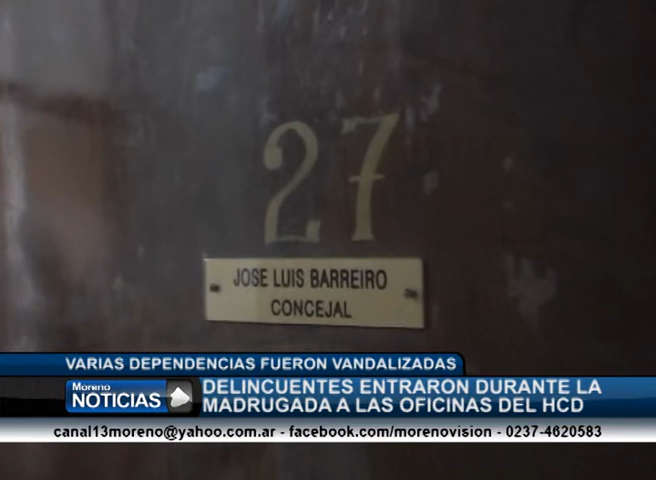 27
JOSE LUIS BARREIRO
CONCEJAL
VARIAS DEPENDENCIAS FUERON VANDALIZADAS
Moreno
NOTICIAS
DELINCUENTES ENTRARON DURANTE LA
MADRUGADA A LAS OFICINAS DEL HCD
canal13moreno@yahoo.com.ar - facebook.com/morenovision - 0237-4620583